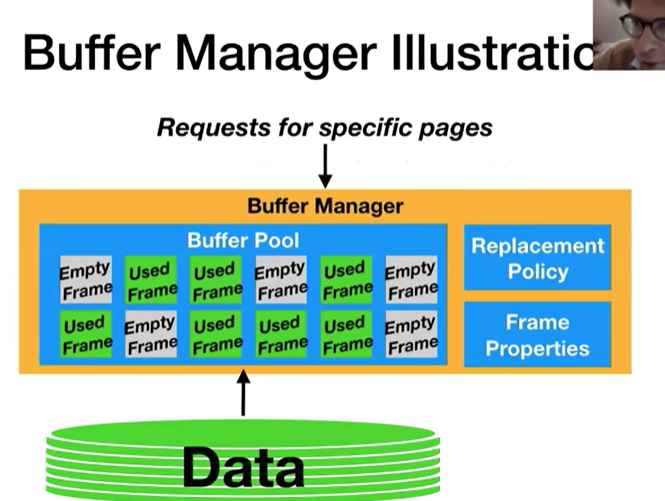 Buffer Manager Illustratio
Requests for specific pages
Buffer Manager
Buffer Pool
Empty Frame
Used Frame
Used Frame
Empty Frame
Used Frame
Empty Frame
Used Frame
Empty Frame
Used Frame
Used Frame
Used Frame
Empty Frame
Replacement
Policy
Frame
Properties
Data